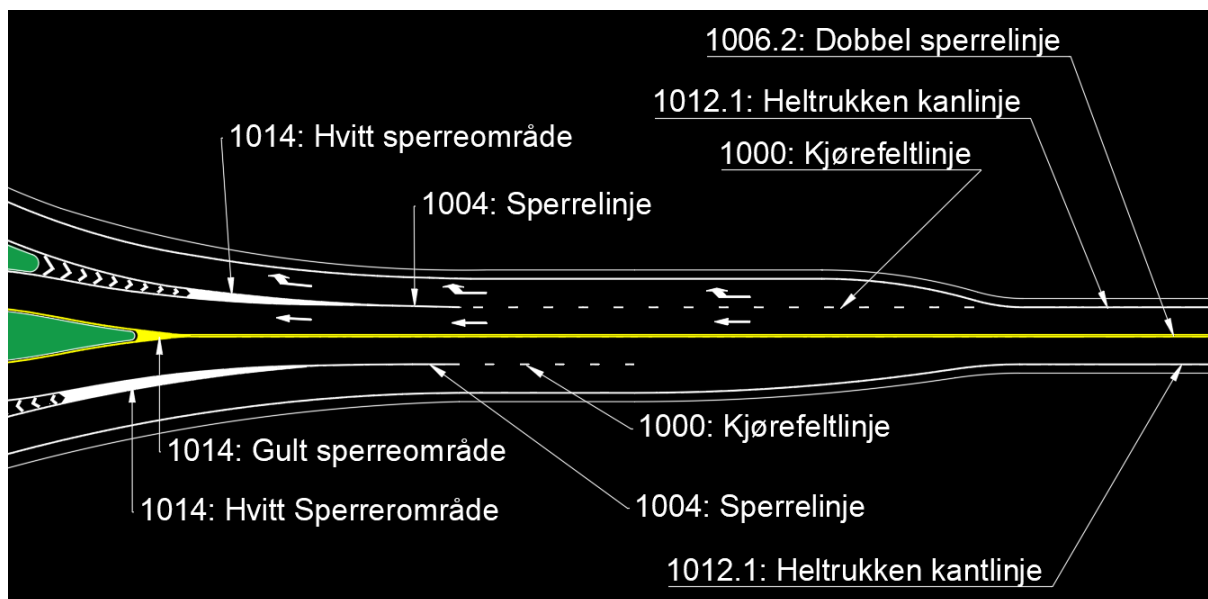 1006.2: Dobbel sperrelinje
1012.1: Heltrukken kanlinje
1014: Hvitt sperreområde
1000: Kjørefeltlinje
1004: Sperrelinje
1000: Kjørefeltlinje
1014: Gult sperreområde
1014: Hvitt Sperrerområde
1004: Sperrelinje
1012.1: Heltrukken kantlinje